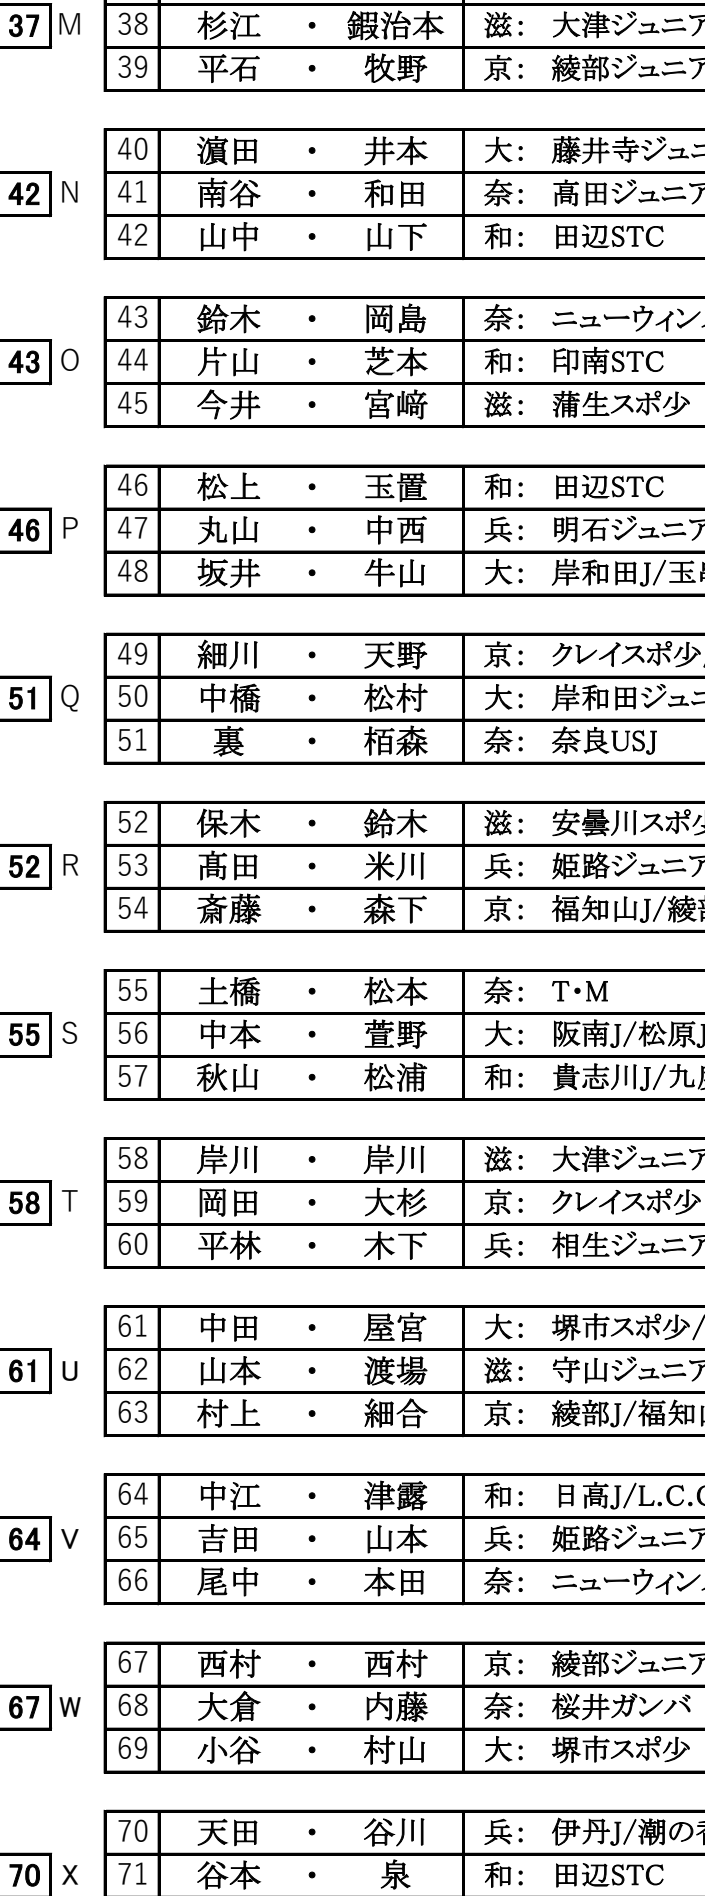 37 M 38 杉江 ・ 鍜治本 滋： 大津ジュニア
39 平石 ・ 牧野 京： 綾部ジュニア
40 濵田 ・ 井本 大： 藤井寺ジュニ
42 N 41 南谷 ・ 和田 奈： 高田ジュニア
42 山中 ・ 山下 和： 田辺STC
43 鈴木 ・ 岡島 奈： ニューウィン
43 O 44 片山 ・ 芝本 和： 印南STC
45 今井 ・ 宮﨑 滋： 蒲生スポ少
46 松上 ・ 玉置 和： 田辺STC
46 P 47 丸山 ・ 中西 兵： 明石ジュニア
48 坂井 ・ 牛山 大： 岸和田J/玉
49 細川 ・ 天野 京： クレイスポ少
51 Q 50 中橋 ・ 松村 大： 岸和田ジュニ
51 裏 ・ 栢森 奈： 奈良USJ
52 保木 ・ 鈴木 滋： 安曇川スポ少
52 R 53 髙田 ・ 米川 兵： 姫路ジュニア
54 斎藤 ・ 森下 京： 福知山J/綾部
55 土橋 ・ 松本 奈： T・M
55 S 56 中本 ・ 萱野 大： 阪南J/松原J
57 秋山 ・ 松浦 和： 貴志川J/九度
58 岸川 ・ 岸川 滋： 大津ジュニア
58 T 59 岡田 ・ 大杉 京： クレイスポ少
60 平林 ・ 木下 兵： 相生ジュニア
61 中田 ・ 屋宮 大： 堺市スポ少/
61 U 62 山本 ・ 渡場 滋： 守山ジュニア
63 村上 ・ 細合 京： 綾部J/福知山
64 中江 ・ 津露 和： 日高J/L.C.C
64 V 65 吉田 ・ 山本 兵： 姫路ジュニア
66 尾中 ・ 本田 奈： ニューウィン
67 西村 ・ 西村 京： 綾部ジュニア
67 W 68 大倉 ・ 内藤 奈： 桜井ガンバ
69 小谷 ・ 村山 大： 堺市スポ少
70 天田 ・ 谷川 兵： 伊丹J/潮の香
70 X 71 谷本 ・ 泉 和： 田辺STC